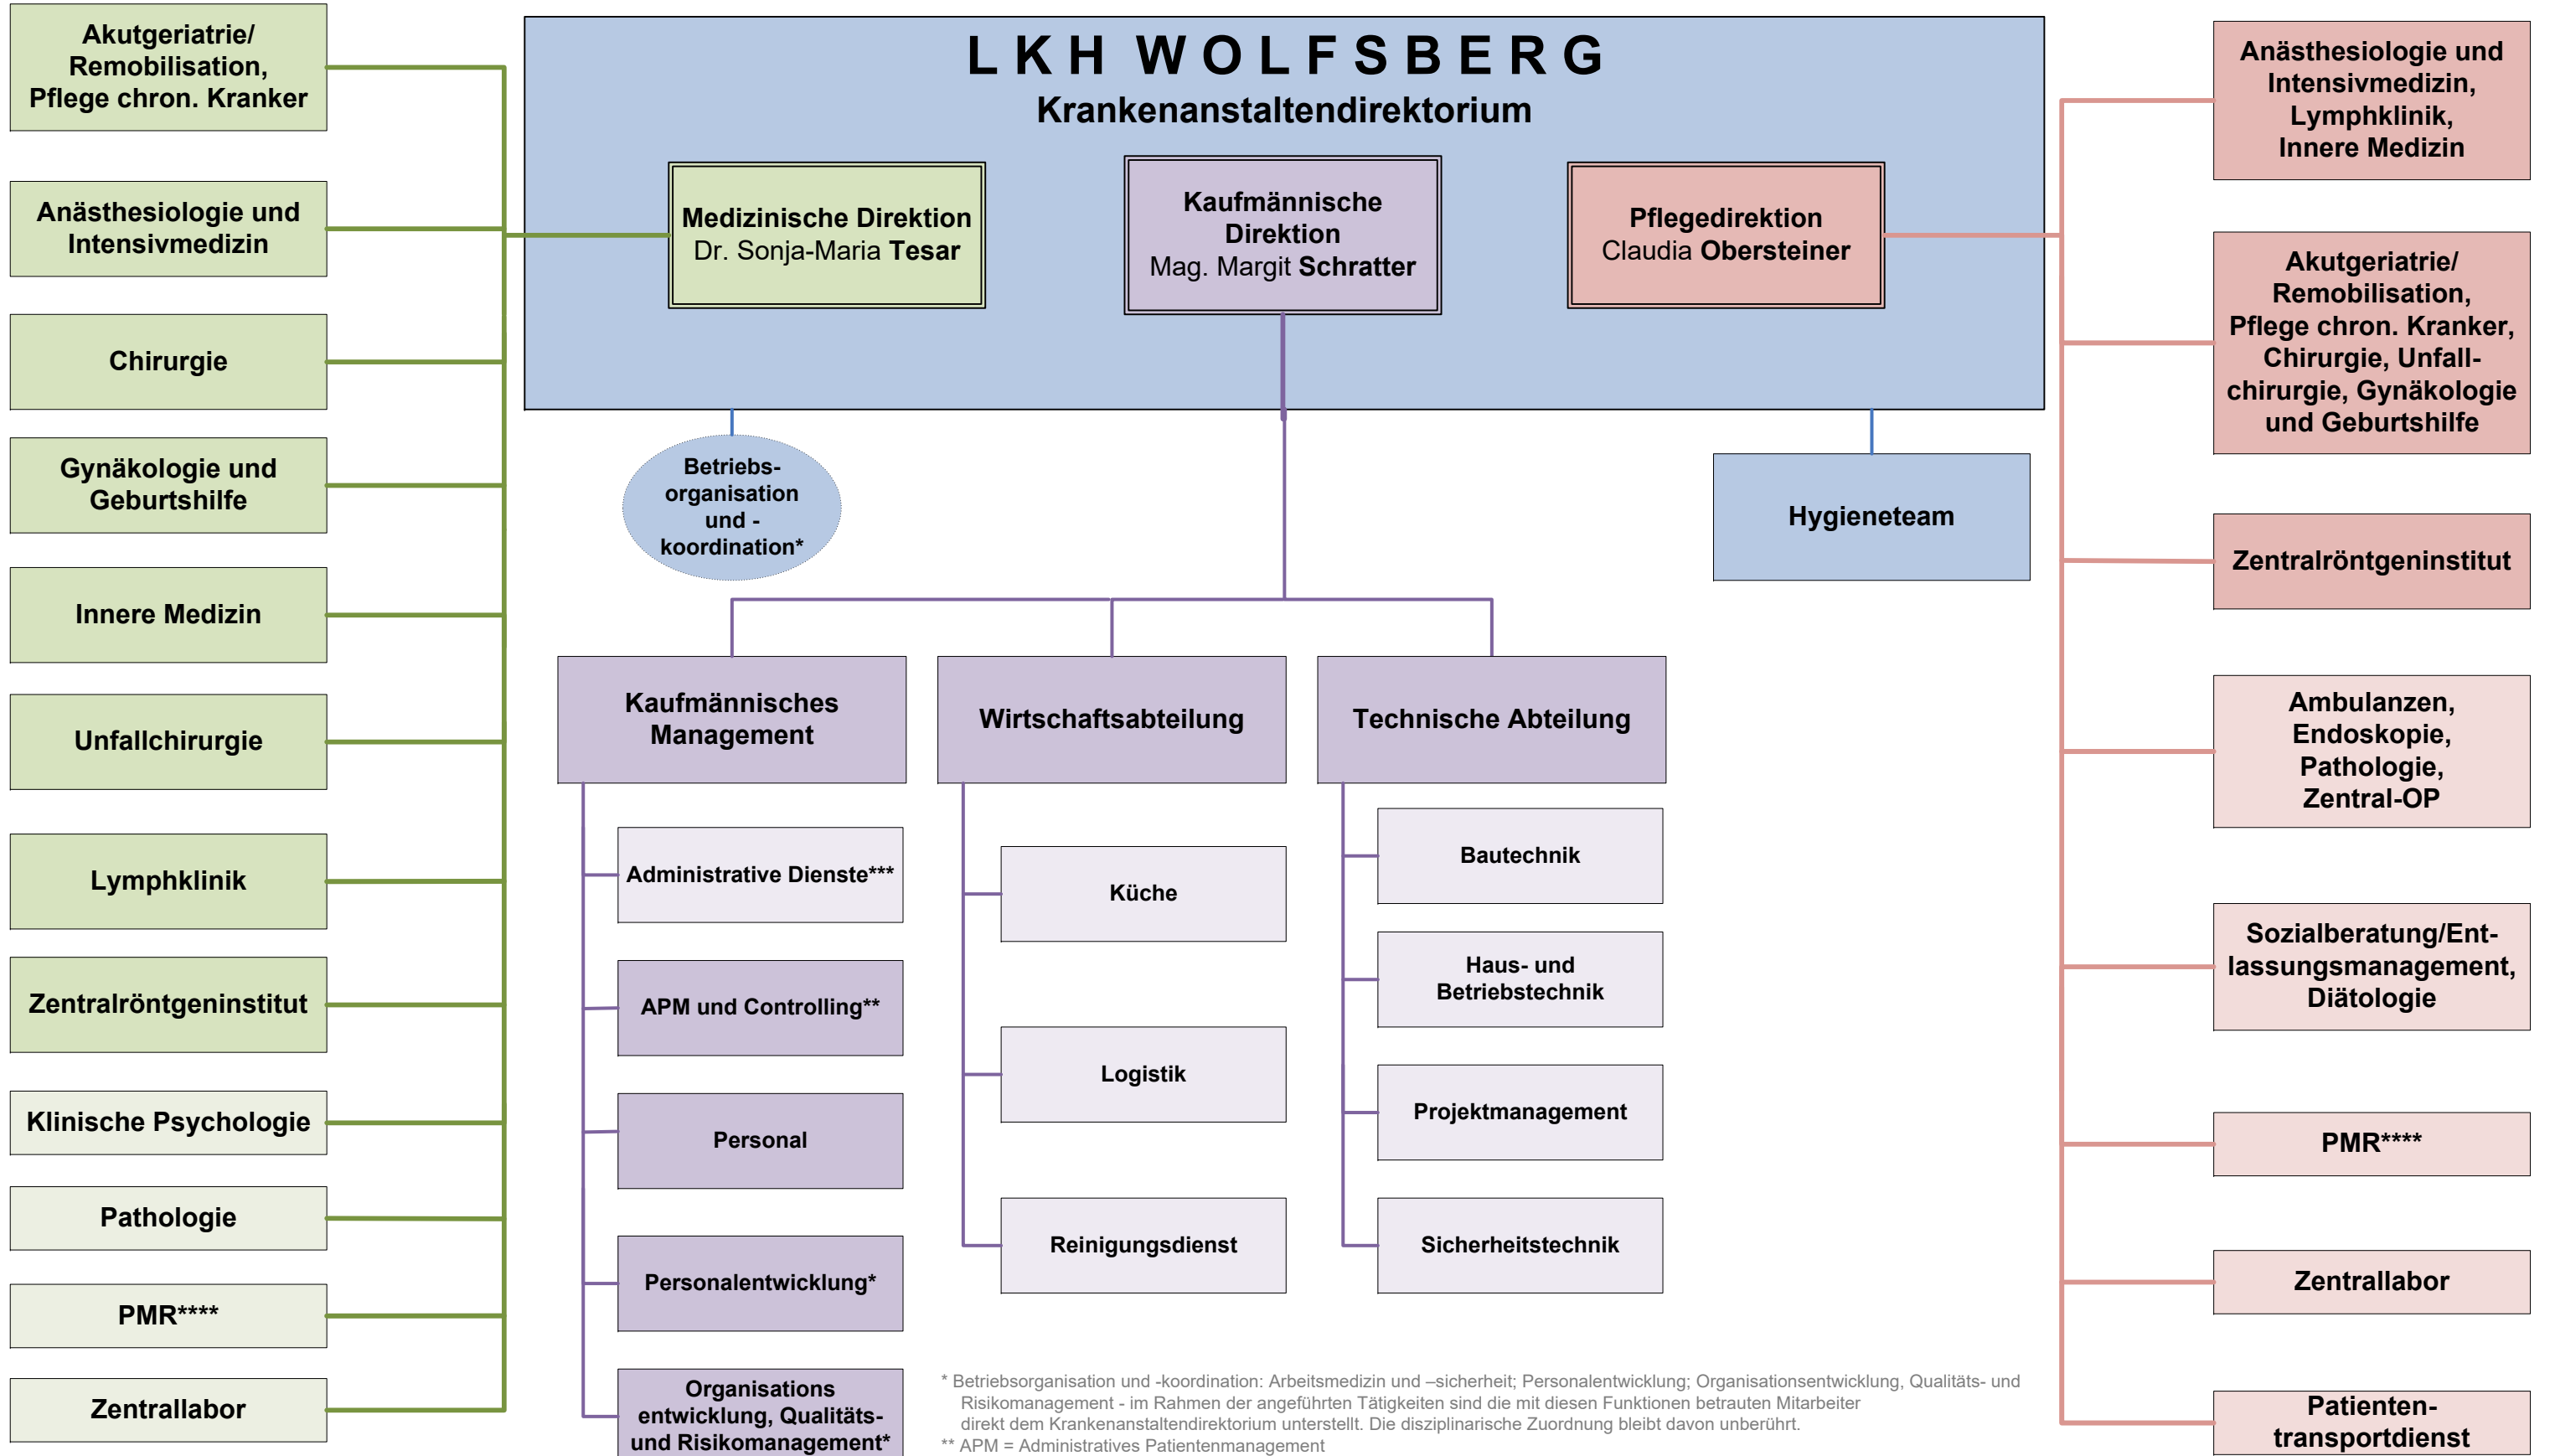 L K H W O L F S B E R G
Krankenanstaltendirektorium
Medizinische Direktion
Dr. Sonja-Maria Tesar
Kaufmännische
Direktion
Mag. Margit Schratter
Pflegedirektion
Claudia Obersteiner
Akutgeriatrie/
Remobilisation,
Pflege chron. Kranker
Anästhesiologie und
Intensivmedizin
Chirurgie
Gynäkologie und
Geburtshilfe
Innere Medizin
Unfallchirurgie
Lymphklinik
Zentralröntgeninstitut
Klinische Psychologie
Pathologie
PMR****
Zentrallabor
Betriebs-
organisation
und -
koordination*
Hygieneteam
Kaufmännisches
Management
Administrative Dienste***
APM und Controlling**
Personal
Personalentwicklung*
Organisations
entwicklung, Qualitäts-
und Risikomanagement*
Wirtschaftsabteilung
Küche
Logistik
Reinigungsdienst
Technische Abteilung
Bautechnik
Haus- und
Betriebstechnik
Projektmanagement
Sicherheitstechnik
Anästhesiologie und
Intensivmedizin,
Lymphklinik,
Innere Medizin
Akutgeriatrie/
Remobilisation,
Pflege chron. Kranker,
Chirurgie, Unfall-
chirurgie, Gynäkologie
und Geburtshilfe
Zentralröntgeninstitut
Ambulanzen,
Endoskopie,
Pathologie,
Zentral-OP
Sozialberatung/Ent-
lassungsmanagement,
Diätologie
PMR****
Zentrallabor
Patienten-
transportdienst
* Betriebsorganisation und -koordination: Arbeitsmedizin und –sicherheit; Personalentwicklung; Organisationsentwicklung, Qualitäts- und
Risikomanagement - im Rahmen der angeführten Tätigkeiten sind die mit diesen Funktionen betrauten Mitarbeiter
direkt dem Krankenanstaltendirektorium unterstellt. Die disziplinarische Zuordnung bleibt davon unberührt.
** APM = Administratives Patientenmanagement